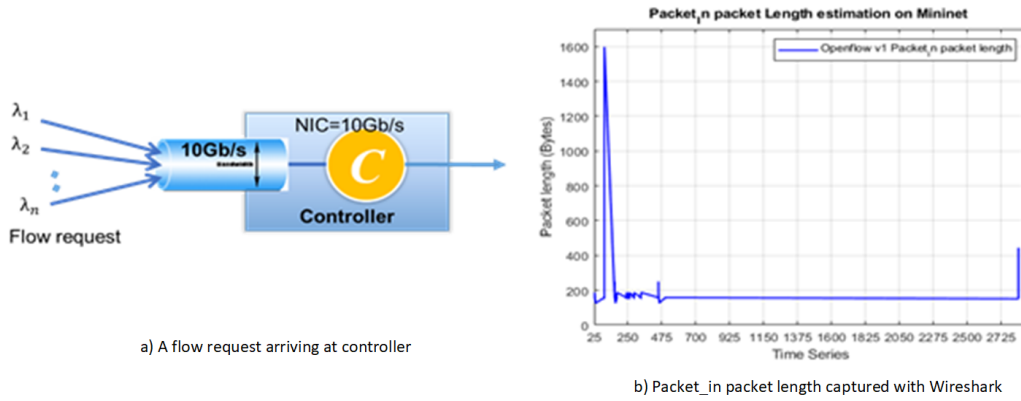 λ1
λ2
λn
Flow request
10Gb/s
Bandwidth
NIC=10Gb/s
C
Controller
a) A flow request arriving at controller
Packet_In packet Length estimation on Mininet
Openflow v1 Packet_In packet length
Packet length (Bytes)
1600
1400
1200
1000
800
600
400
200
0
25 250 475 700 925 1150 1375 1600 1825 2050 2275 2500 2725
Time Series
b) Packet_in packet length captured with Wireshark